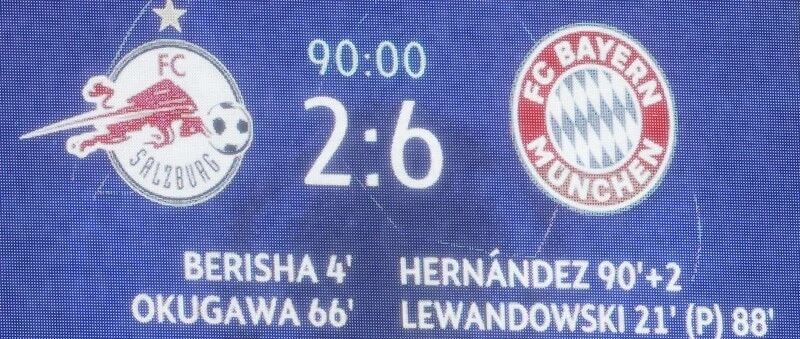 FC
SALZBURG
90:00
2:6
FC BAYERN
MÜNCHEN
BERISHA 4'
OKUGAWA 66'
HERNÁNDEZ 90'+2
LEWANDOWSKI 21' (P) 88'